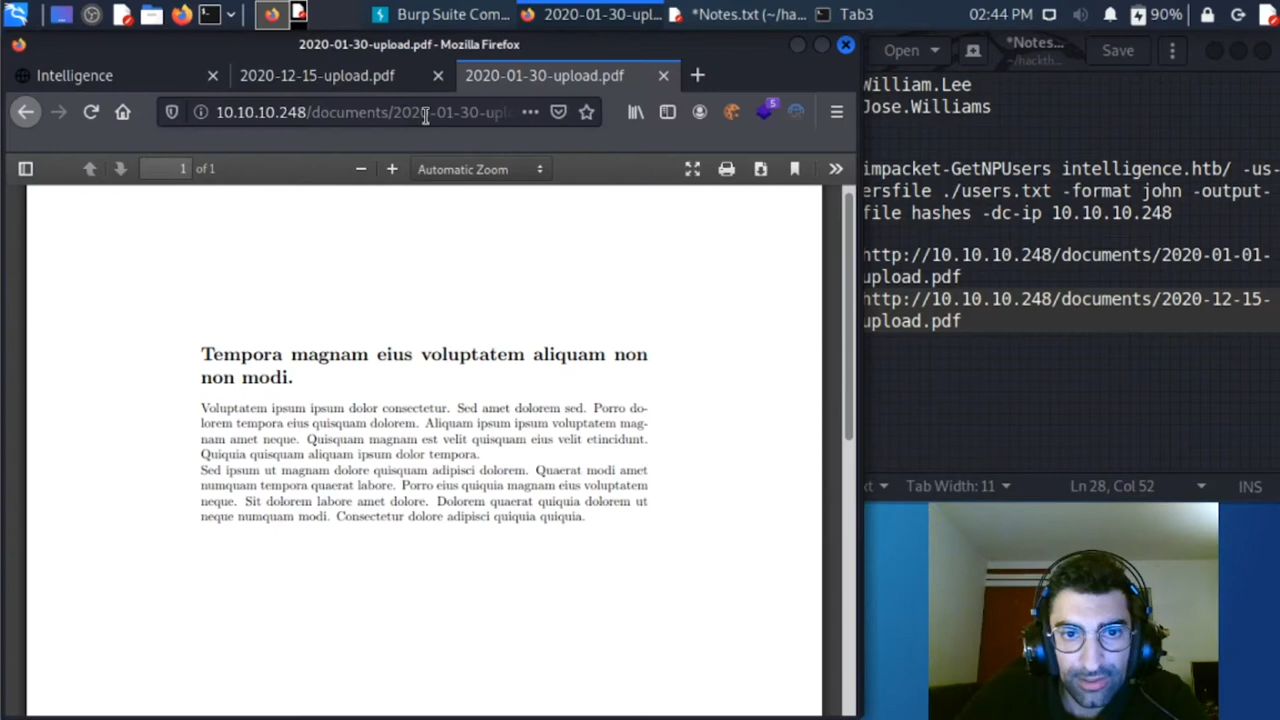 Burp Suite Com...
2020-01-30-upl...
*Notes.txt (~/ha...
Tab3
02:44 PM
90%
2020-01-30-upload.pdf - Mozilla Firefox
Intelligence
2020-12-15-upload.pdf
2020-01-30-upload.pdf
10.10.10.248/documents/2020-01-30-upl
5
1 of 1
Automatic Zoom
Tempora magnam eius voluptatem aliquam non
non modi.
Voluptatem ipsum ipsum dolor consectetur. Sed amet dolorem sed. Porro do-
lorem tempora eius quisquam dolorem. Aliquam ipsum ipsum voluptatem mag-
nam amet neque. Quisquam magnam est velit quisquam eius velit etincidunt.
Quiquia quisquam aliquam ipsum dolor tempora.
Sed ipsum ut magnam dolore quisquam adipisci dolorem. Quaerat modi amet
numquam tempora quaerat labore. Porro eius quiquia magnam eius voluptatem
neque. Sit dolorem labore amet dolore. Dolorem quaerat quiquia dolorem ut
neque numquam modi. Consectetur dolore adipisci quiquia quiquia.
Open
*Notes...
~/hackth...
Save
William.Lee
Jose.Williams
impacket-GetNPUsers intelligence.htb/ -us-
ersfile ./users.txt -format john -output-
file hashes -dc-ip 10.10.10.248
http://10.10.10.248/documents/2020-01-01-
upload.pdf
http://10.10.10.248/documents/2020-12-15-
upload.pdf
Tab Width: 11
Ln 28, Col 52
INS